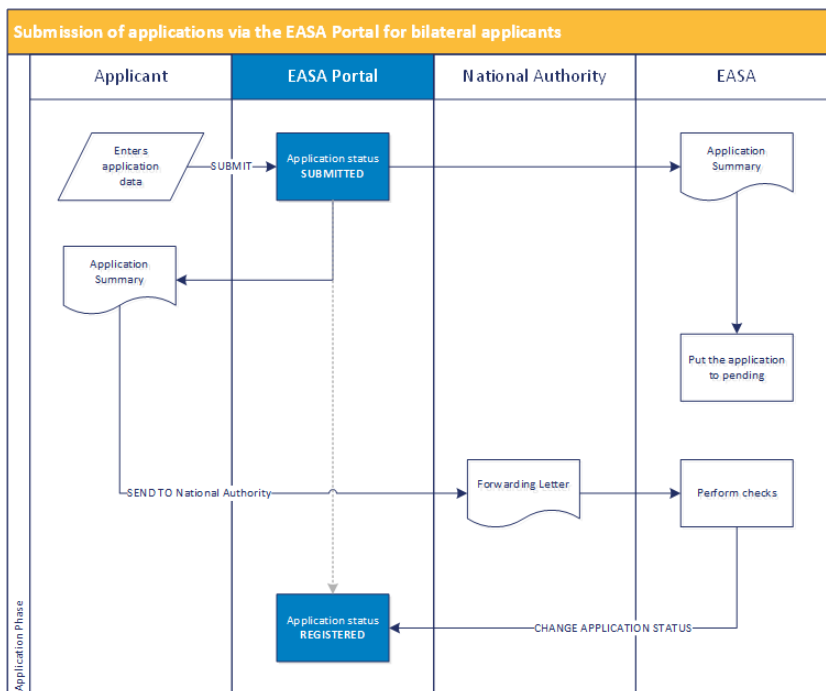 Submission of applications via the EASA Portal for bilateral applicants
Applicant
EASA Portal
National Authority
EASA
Enters
application
data
SUBMIT
Application status
SUBMITTED
Application
Summary
Application
Summary
Put the application
to pending
SEND TO National Authority
Forwarding Letter
Perform checks
Application status
REGISTERED
CHANGE APPLICATION STATUS
Application Phase